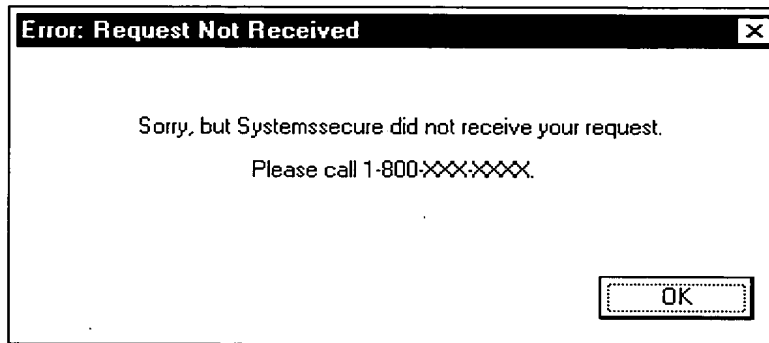 Error: Request Not Received
Sorry, but Systemssecure did not receive your request.
Please call 1-800-XXX-XXXX.
OK